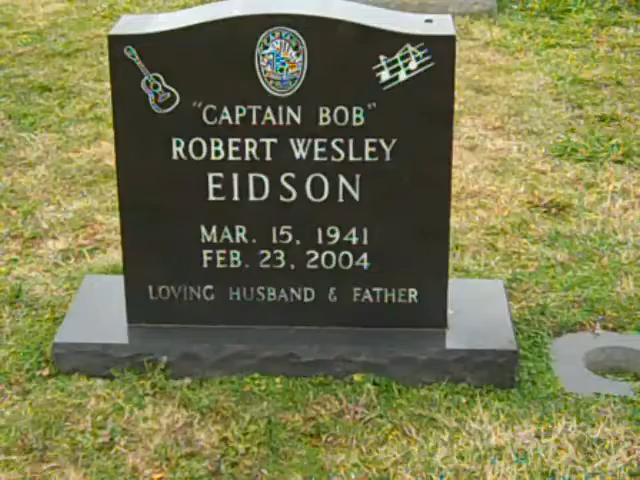 "CAPTAIN BOB"
ROBERT WESLEY
EIDSON
MAR. 15, 1941
FEB. 23, 2004
LOVING HUSBAND & FATHER